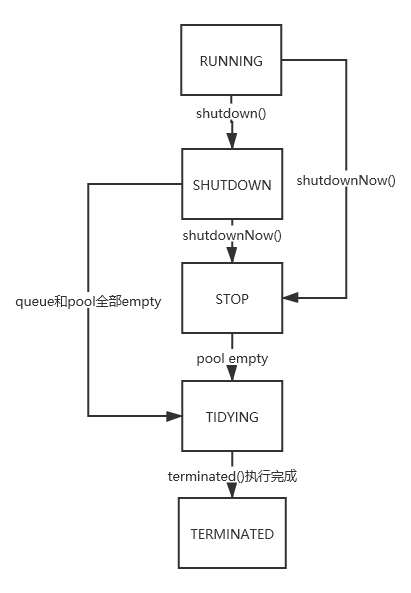 RUNNING
shutdown()
SHUTDOWN
shutdownNow()
shutdownNow()
STOP
queue和pool全部empty
pool empty
TIDYING
terminated()执行完成
TERMINATED